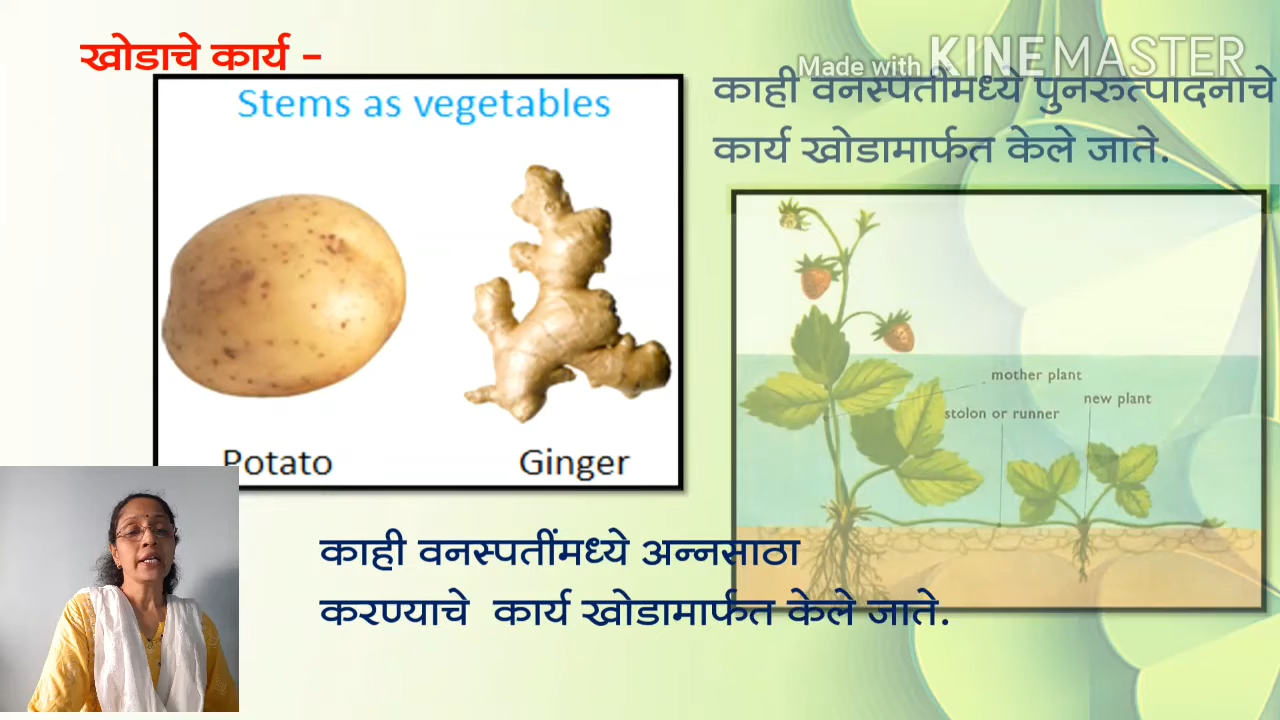 खोडाचे कार्य –
Made with KINEMASTER
Stems as vegetables
Potato
Ginger
काही वनस्पतींमध्ये पुनरुत्पादनाचे
कार्य खोडामार्फत केले जाते.
mother plant
new plant
stolon or runner
काही वनस्पतींमध्ये अन्नसाठा
करण्याचे कार्य खोडामार्फत केले जाते.